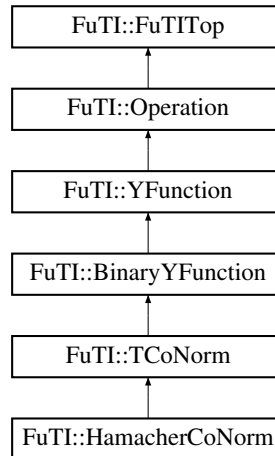 FuTI::FuTITop
FuTI::Operation
FuTI::YFunction
FuTI::BinaryYFunction
FuTI::TCoNorm
FuTI::HamacherCoNorm